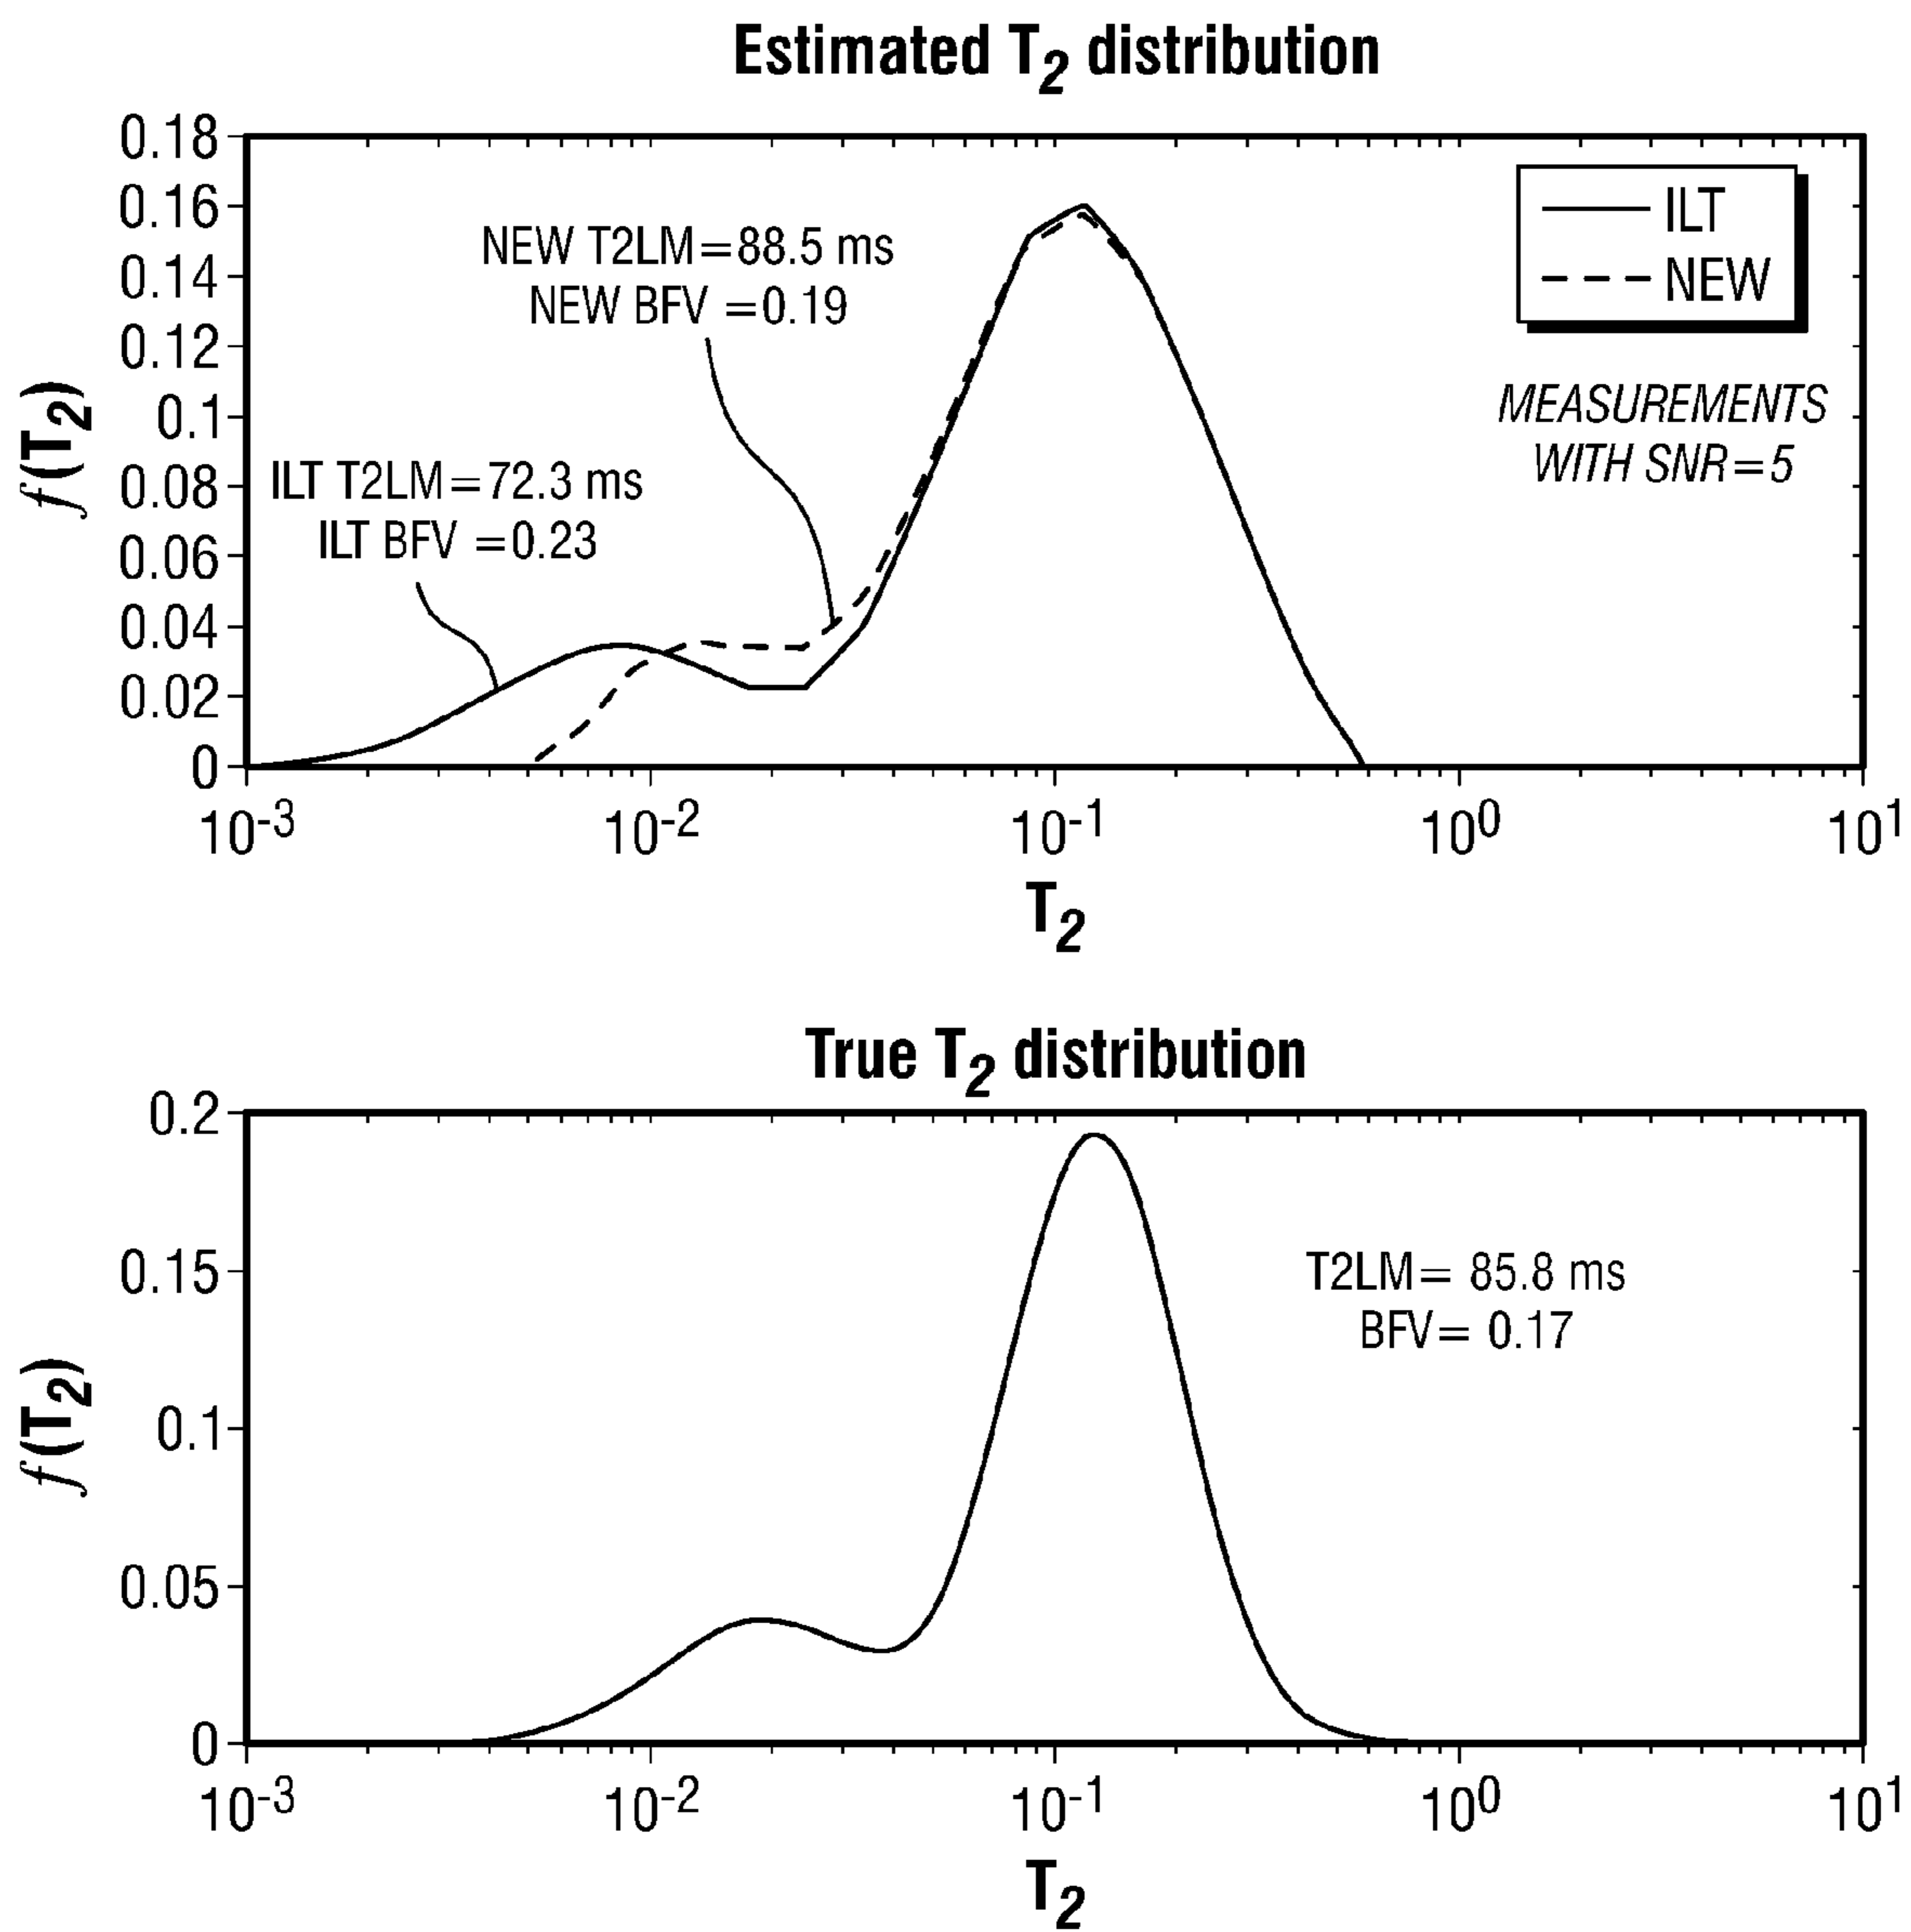 Estimated T2 distribution
0.18
0.16
0.14
0.12
0.1
0.08
0.06
0.04
0.02
0
f(T2)
NEW T2LM=88.5 ms
NEW BFV =0.19
ILT T2LM=72.3 ms
ILT BFV =0.23
ILT
NEW
MEASUREMENTS
WITH SNR=5
10-3 10-2 10-1 100 101
T2
True T2 distribution
0.2
0.15
0.1
0.05
0
f(T2)
T2LM= 85.8 ms
BFV= 0.17
10-3 10-2 10-1 100 101
T2